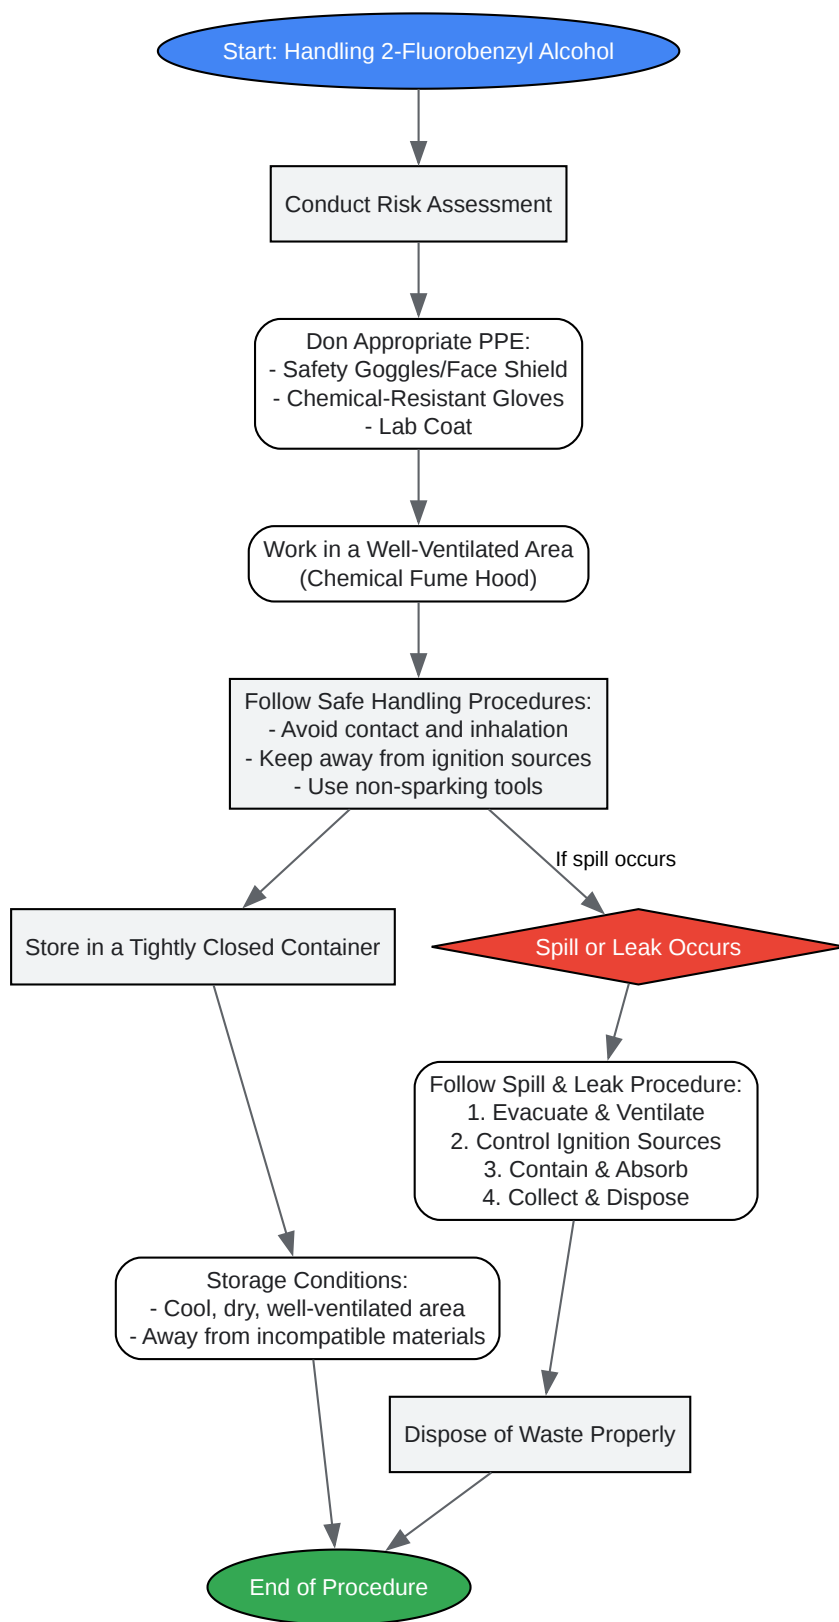 Start: Handling 2-Fluorobenzyl Alcohol
Conduct Risk Assessment
Don Appropriate PPE:
- Safety Goggles/Face Shield
- Chemical-Resistant Gloves
- Lab Coat
Work in a Well-Ventilated Area
(Chemical Fume Hood)
Follow Safe Handling Procedures:
- Avoid contact and inhalation
- Keep away from ignition sources
- Use non-sparking tools
If spill occurs
Store in a Tightly Closed Container
Spill or Leak Occurs
Follow Spill & Leak Procedure:
1. Evacuate & Ventilate
2. Control Ignition Sources
3. Contain & Absorb
4. Collect & Dispose
Storage Conditions:
- Cool, dry, well-ventilated area
- Away from incompatible materials
Dispose of Waste Properly
End of Procedure